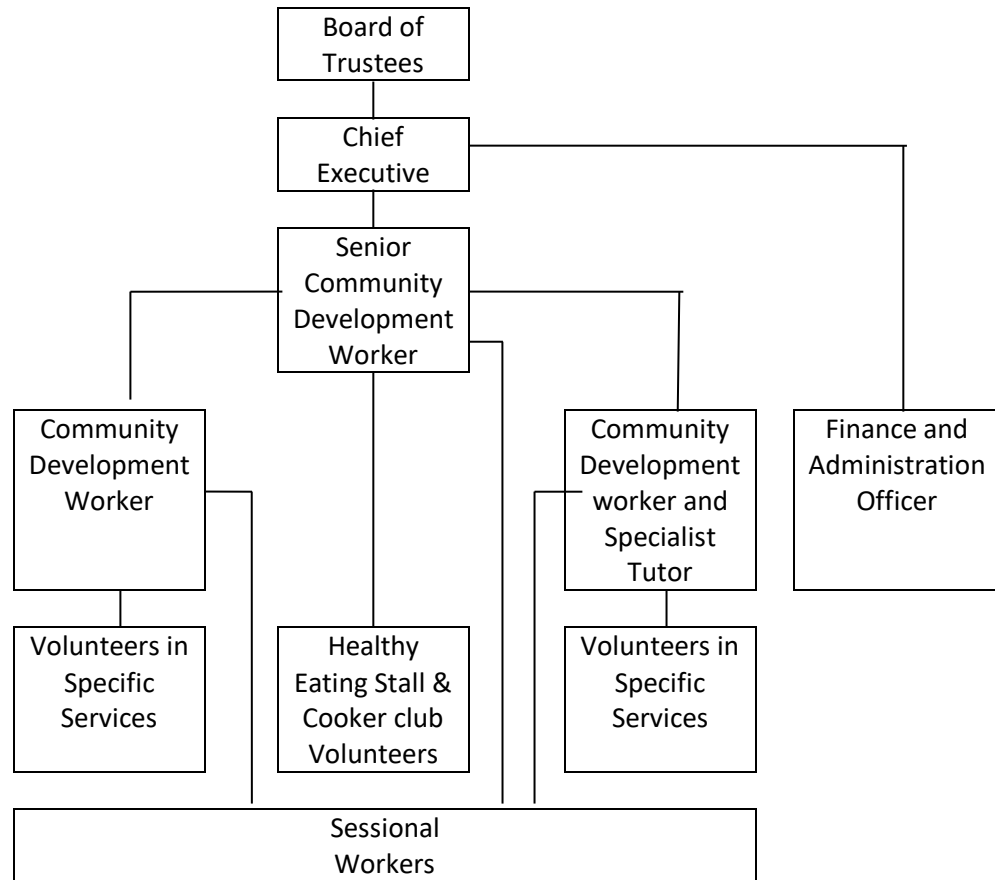 Board of
Trustees
Chief
Executive
Senior
Community
Development
Worker
Community
Development
Worker
Community
Development
worker and
Specialist
Tutor
Finance and
Administration
Officer
Volunteers in
Specific
Services
Healthy
Eating Stall &
Cooker club
Volunteers
Volunteers in
Specific
Services
Sessional
Workers